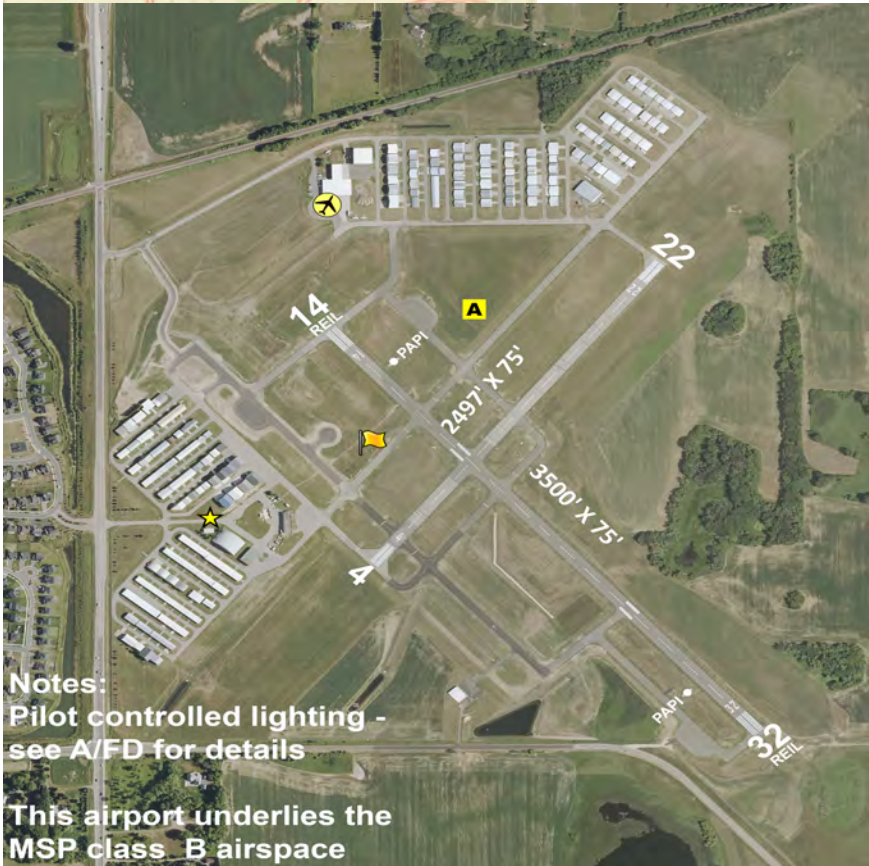 22
14
REIL
A
PAPI
2497' X 75'
3500' X 75'
4
PAPI
32
REIL
Notes:
Pilot controlled lighting -
see A/FD for details
This airport underlies the
MSP class B airspace